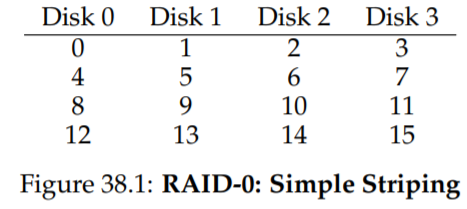 Disk 0 Disk 1 Disk 2 Disk 3
0 1 2 3
4 5 6 7
8 9 10 11
12 13 14 15
Figure 38.1: RAID-0: Simple Striping